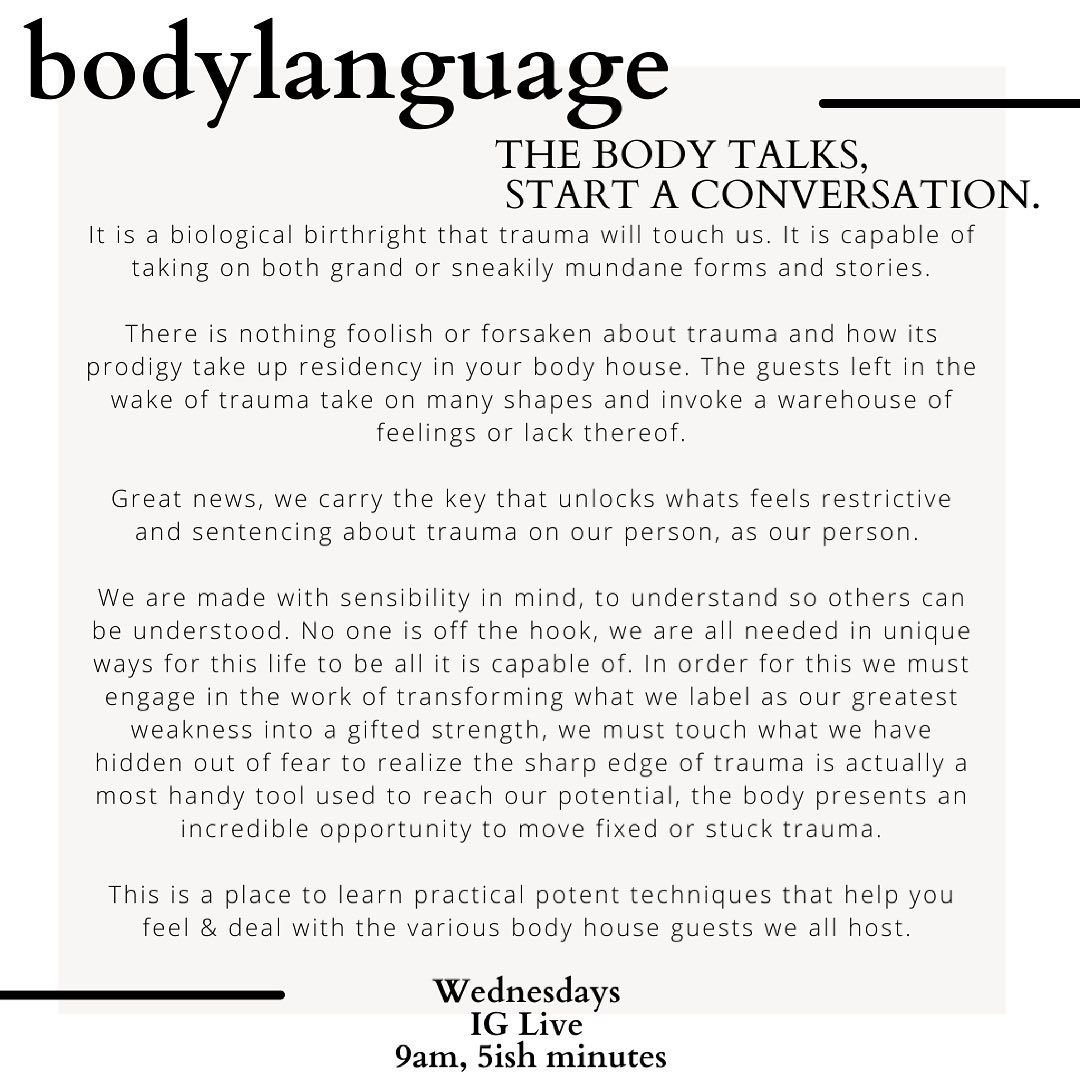 bodylanguage
THE BODY TALKS,
START A CONVERSATION.
It is a biological birthright that trauma will touch us. It is capable of
taking on both grand or sneakily mundane forms and stories.
There is nothing foolish or forsaken about trauma and how its
prodigy take up residency in your body house. The guests left in the
wake of trauma take on many shapes and invoke a warehouse of
feelings or lack thereof.
Great news, we carry the key that unlocks whats feels restrictive
and sentencing about trauma on our person, as our person.
We are made with sensibility in mind, to understand so others can
be understood. No one is off the hook, we are all needed in unique
ways for this life to be all it is capable of. In order for this we must
engage in the work of transforming what we label as our greatest
weakness into a gifted strength, we must touch what we have
hidden out of fear to realize the sharp edge of trauma is actually a
most handy tool used to reach our potential, the body presents an
incredible opportunity to move fixed or stuck trauma.
This is a place to learn practical potent techniques that help you
feel & deal with the various body house guests we all host.
Wednesdays
IG Live
9am, 5ish minutes